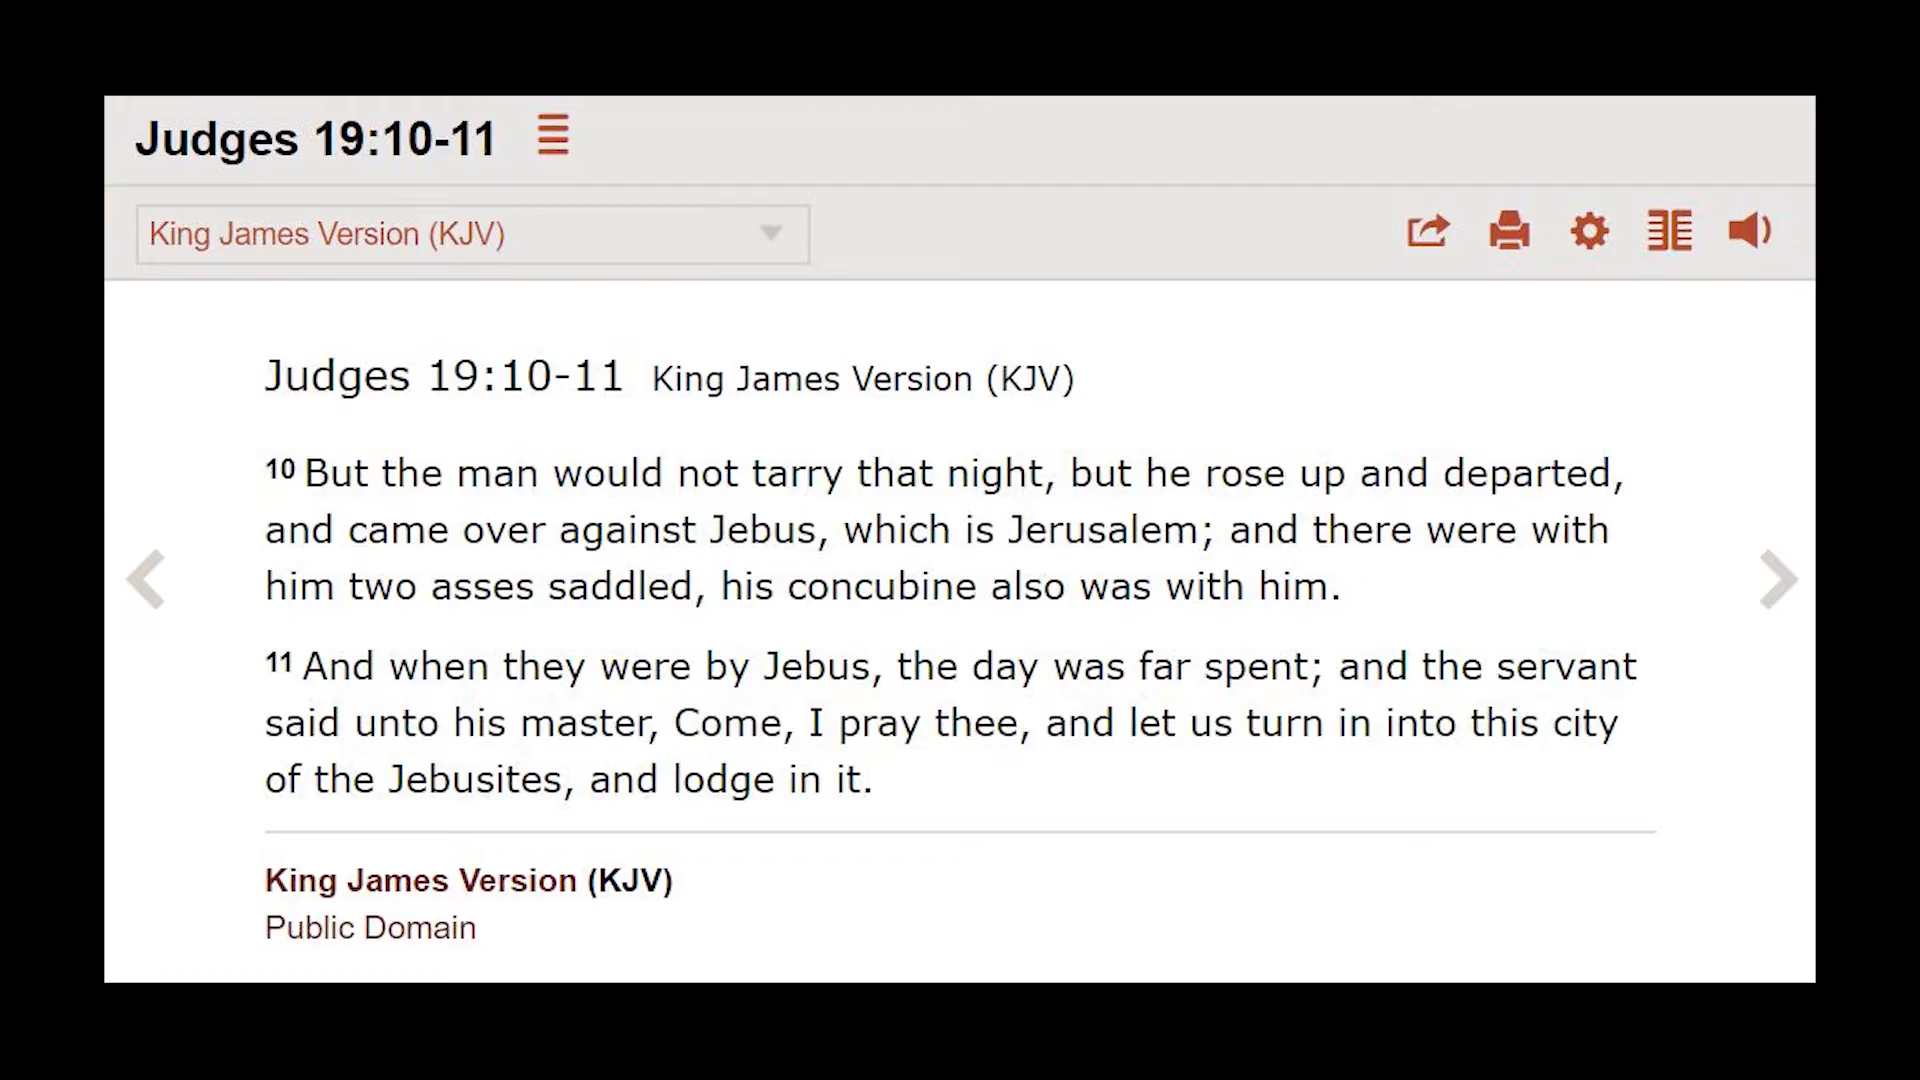 Judges 19:10-11
King James Version (KJV)
Judges 19:10-11 King James Version (KJV)
10 But the man would not tarry that night, but he rose up and departed,
and came over against Jebus, which is Jerusalem; and there were with
him two asses saddled, his concubine also was with him.
11 And when they were by Jebus, the day was far spent; and the servant
said unto his master, Come, I pray thee, and let us turn in into this city
of the Jebusites, and lodge in it.
King James Version (KJV)
Public Domain